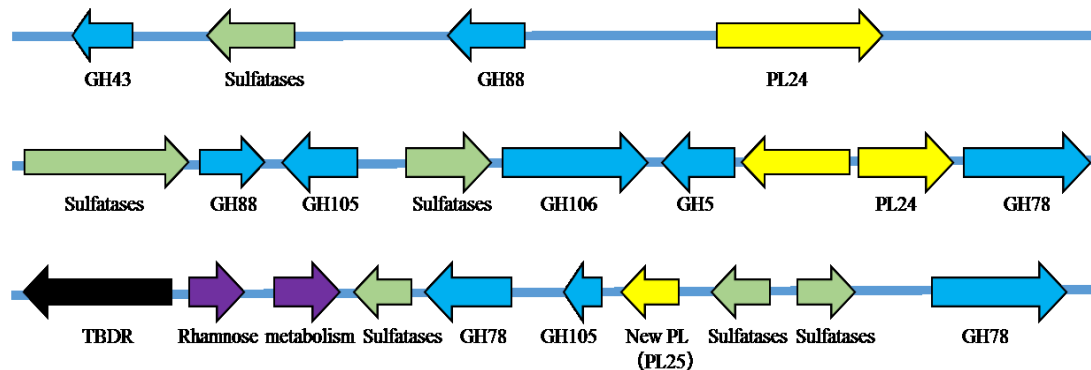 GH43 Sulfatases GH88 PL24
Sulfatases GH88 GH105 Sulfatases GH106 GH5 PL24 GH78
TBDR Rhamnose metabolism Sulfatases GH78 GH105 New PL Sulfatases Sulfatases GH78
(PL25)